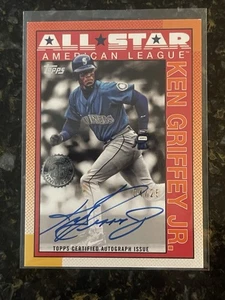 ALL★STAR
AMERICAN LEAGUE
Topps
KEN GRIFFEY JR.
TOPPS CERTIFIED AUTOGRAPH ISSUE